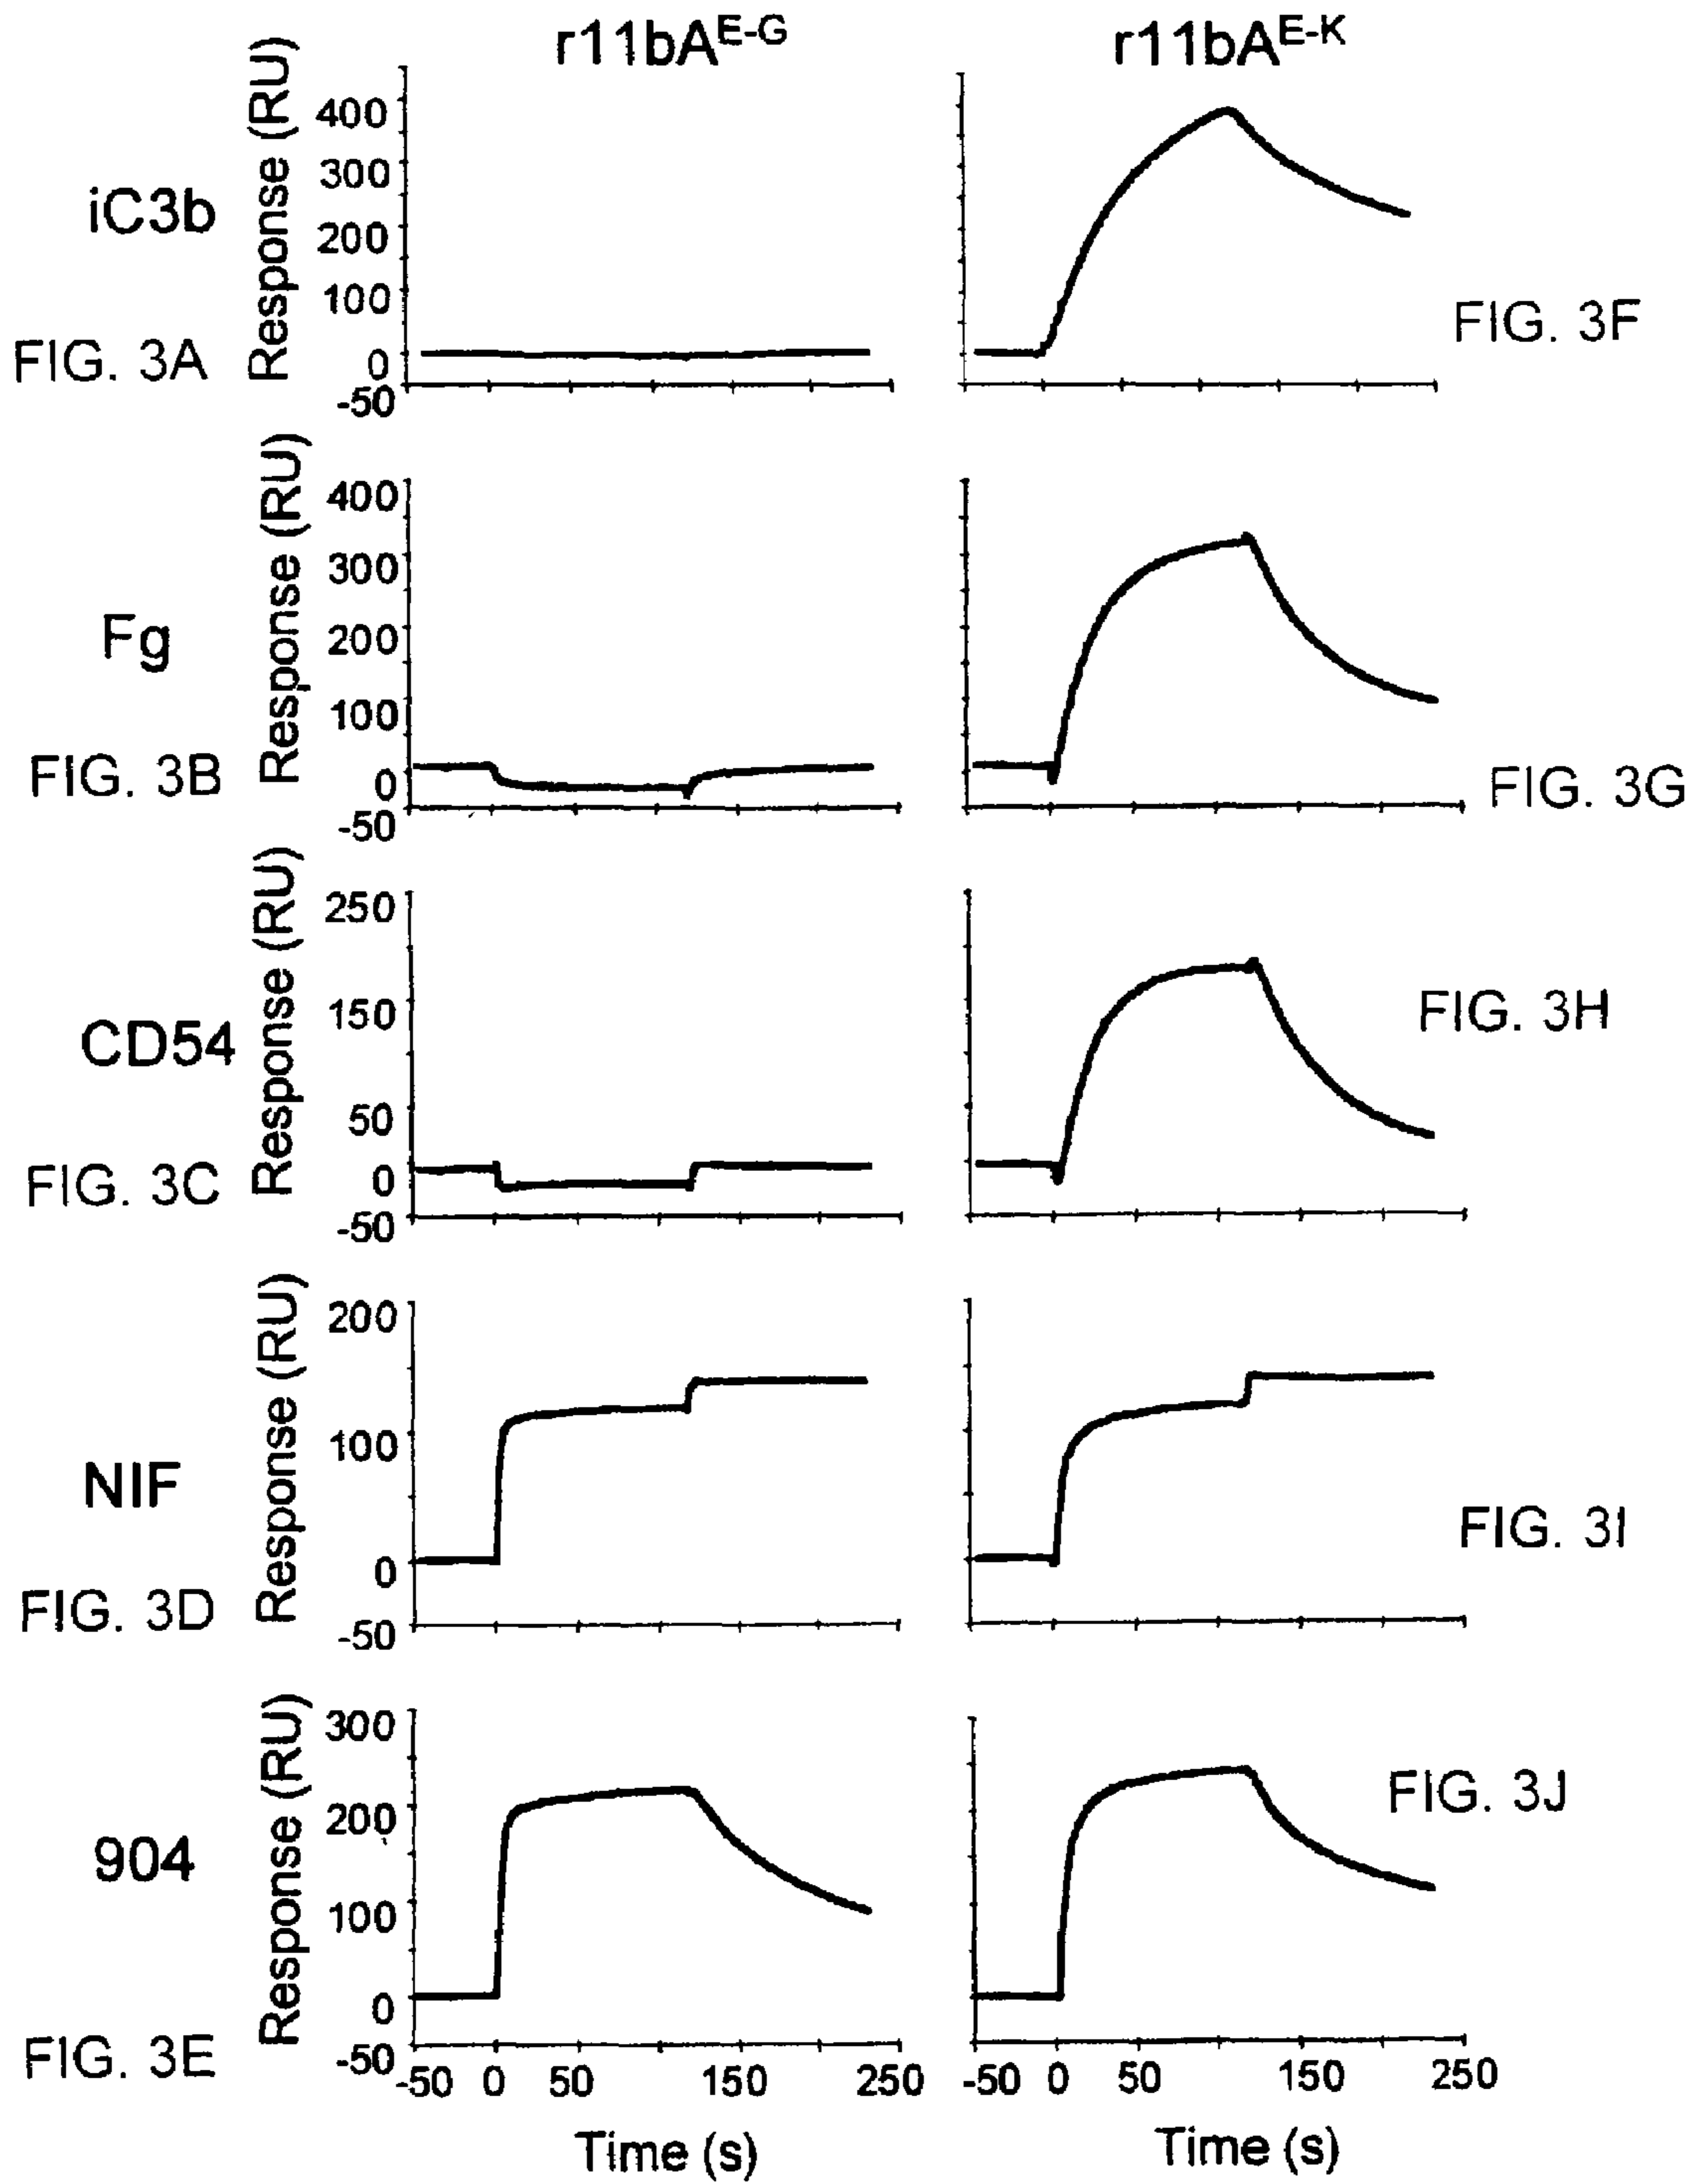 r11bA^E-G r11bA^E-K
iC3b
FIG. 3A
Response (RU)
400
300
200
100
0
-50
FIG. 3F
Fg
FIG. 3B
Response (RU)
400
300
200
100
0
-50
FIG. 3G
CD54
FIG. 3C
Response (RU)
250
150
50
0
-50
FIG. 3H
NIF
FIG. 3D
Response (RU)
200
100
0
-50
FIG. 3I
904
FIG. 3E
Response (RU)
300
200
100
0
-50
FIG. 3J
-50 0 50 150 250 -50 0 50 150 250
Time (s) Time (s)